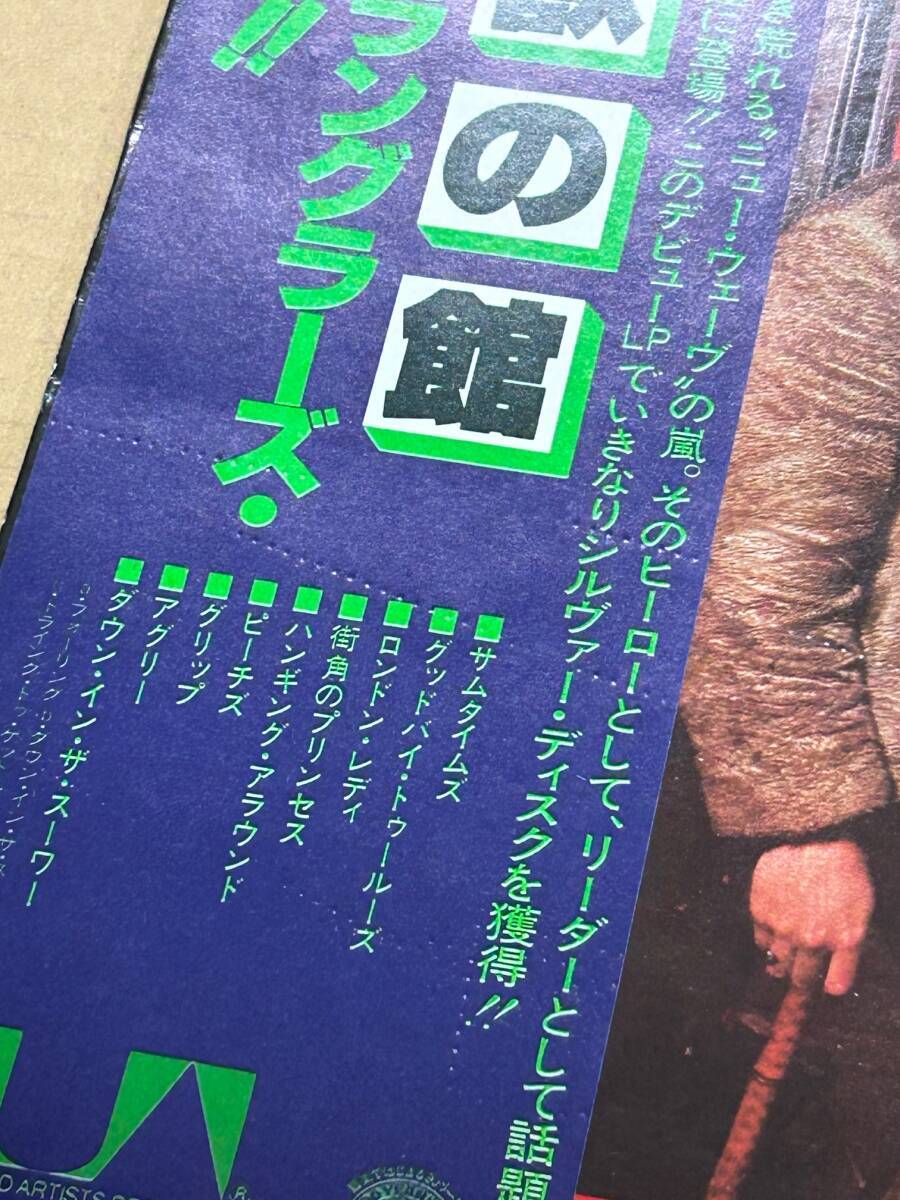 き荒れる〝ニュー・ウェーヴ〟の嵐。そのヒーローとして、リーダーとして話題
に登場!!このデビューLPでいきなりシルヴァー・ディスクを獲得!!
獣の館
ングラーズ・
!!
■サムタイムズ
■グッドバイ・トゥールーズ
■ロンドン・レディ
■街角のプリンセス
■ハンギング・アラウンド
■ピーチズ
■グリップ
■アグリー
■ダウン・イン・ザ・スーワー
UA
D ARTISTS
R